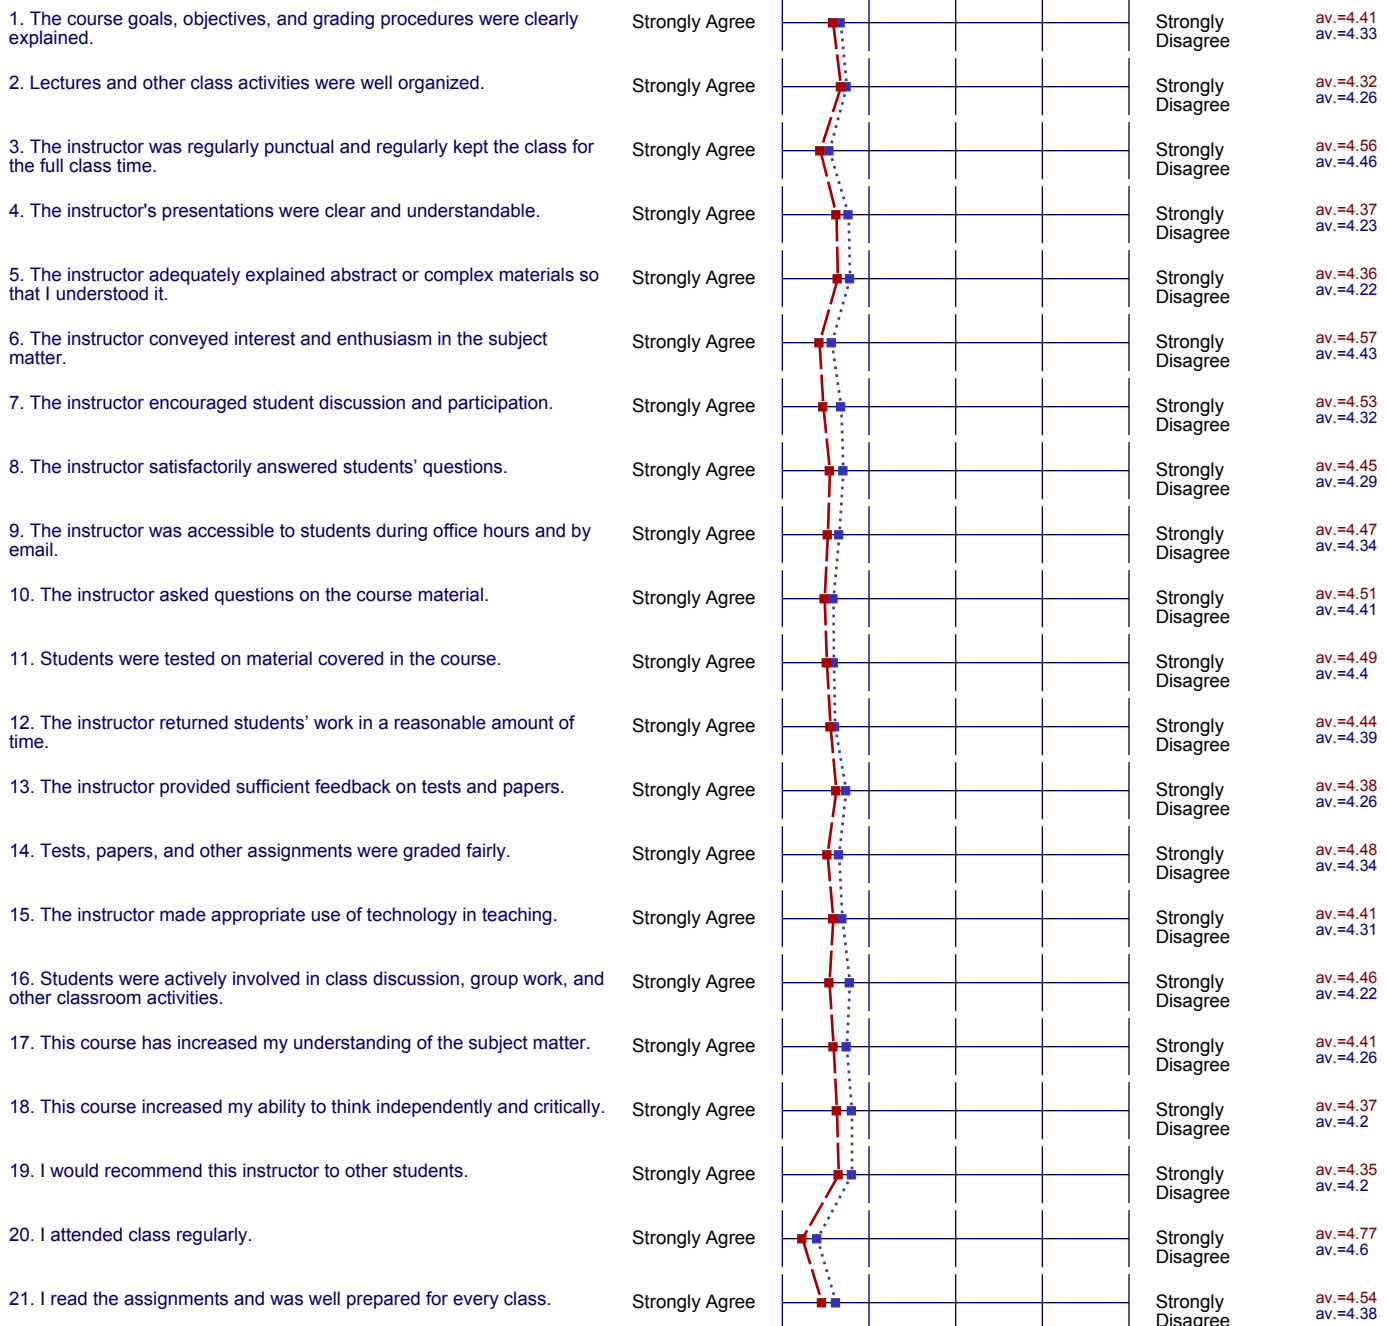 1. The course goals, objectives, and grading procedures were clearly
explained.
Strongly Agree
Strongly
Disagree
av.=4.41
av.=4.33
2. Lectures and other class activities were well organized.
Strongly Agree
Strongly
Disagree
av.=4.32
av.=4.26
3. The instructor was regularly punctual and regularly kept the class for
the full class time.
Strongly Agree
Strongly
Disagree
av.=4.56
av.=4.46
4. The instructor's presentations were clear and understandable.
Strongly Agree
Strongly
Disagree
av.=4.37
av.=4.23
5. The instructor adequately explained abstract or complex materials so
that I understood it.
Strongly Agree
Strongly
Disagree
av.=4.36
av.=4.22
6. The instructor conveyed interest and enthusiasm in the subject
matter.
Strongly Agree
Strongly
Disagree
av.=4.57
av.=4.43
7. The instructor encouraged student discussion and participation.
Strongly Agree
Strongly
Disagree
av.=4.53
av.=4.32
8. The instructor satisfactorily answered students’ questions.
Strongly Agree
Strongly
Disagree
av.=4.45
av.=4.29
9. The instructor was accessible to students during office hours and by
email.
Strongly Agree
Strongly
Disagree
av.=4.47
av.=4.34
10. The instructor asked questions on the course material.
Strongly Agree
Strongly
Disagree
av.=4.51
av.=4.41
11. Students were tested on material covered in the course.
Strongly Agree
Strongly
Disagree
av.=4.49
av.=4.4
12. The instructor returned students’ work in a reasonable amount of
time.
Strongly Agree
Strongly
Disagree
av.=4.44
av.=4.39
13. The instructor provided sufficient feedback on tests and papers.
Strongly Agree
Strongly
Disagree
av.=4.38
av.=4.26
14. Tests, papers, and other assignments were graded fairly.
Strongly Agree
Strongly
Disagree
av.=4.48
av.=4.34
15. The instructor made appropriate use of technology in teaching.
Strongly Agree
Strongly
Disagree
av.=4.41
av.=4.31
16. Students were actively involved in class discussion, group work, and
other classroom activities.
Strongly Agree
Strongly
Disagree
av.=4.46
av.=4.22
17. This course has increased my understanding of the subject matter.
Strongly Agree
Strongly
Disagree
av.=4.41
av.=4.26
18. This course increased my ability to think independently and critically.
Strongly Agree
Strongly
Disagree
av.=4.37
av.=4.2
19. I would recommend this instructor to other students.
Strongly Agree
Strongly
Disagree
av.=4.35
av.=4.2
20. I attended class regularly.
Strongly Agree
Strongly
Disagree
av.=4.77
av.=4.6
21. I read the assignments and was well prepared for every class.
Strongly Agree
Strongly
Disagree
av.=4.54
av.=4.38